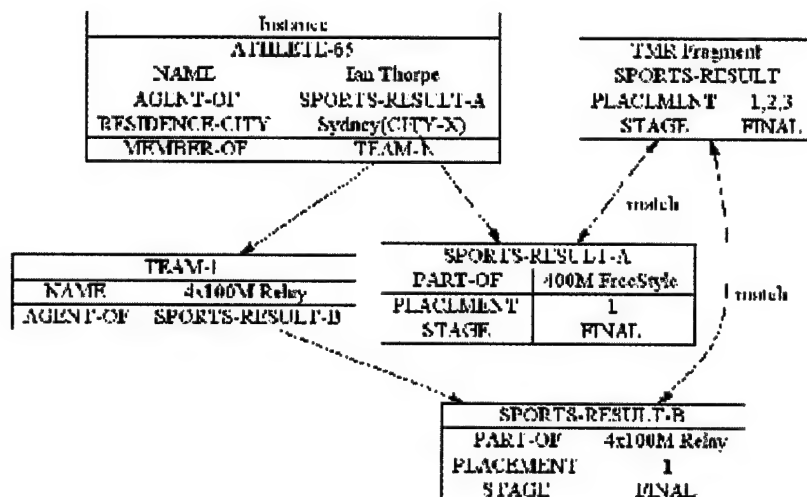 Instance
ATHLETE-65
NAME Ian Thorpe
AGENT-OF SPORTS-RESULT-A
RESIDENCE-CITY Sydney(CITY-X)
MEMBER-OF
TMR Fragment
SPORTS-RESULT
PLACEMENT 1,2,3
STAGE FINAL
match
TEAM-1
NAME 4x100M Relay
AGENT-OF SPORTS-RESULT-B
SPORTS-RESULT-A
PART-OF 400M FreeStyle
PLACEMENT 1
STAGE FINAL
match
SPORTS-RESULT-B
PART-OF 4x100M Relay
PLACEMENT 1
STAGE FINAL